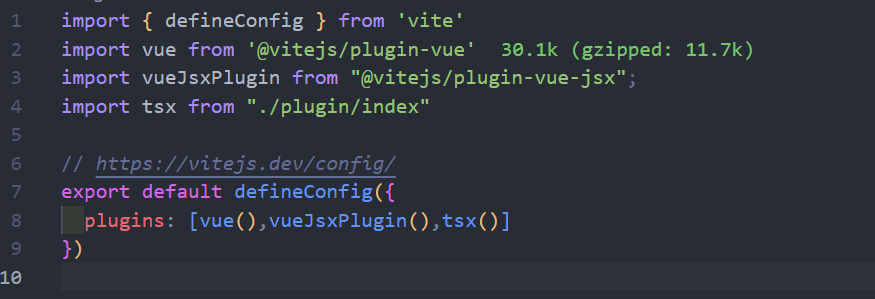 1 import { defineConfig } from 'vite'
2 import vue from '@vitejs/plugin-vue' 30.1k (gzipped: 11.7k)
3 import vueJsxPlugin from "@vitejs/plugin-vue-jsx";
4 import tsx from "./plugin/index"
5
6 // https://vitejs.dev/config/
7 export default defineConfig({
8 plugins: [vue(),vueJsxPlugin(),tsx()]
9 })
10